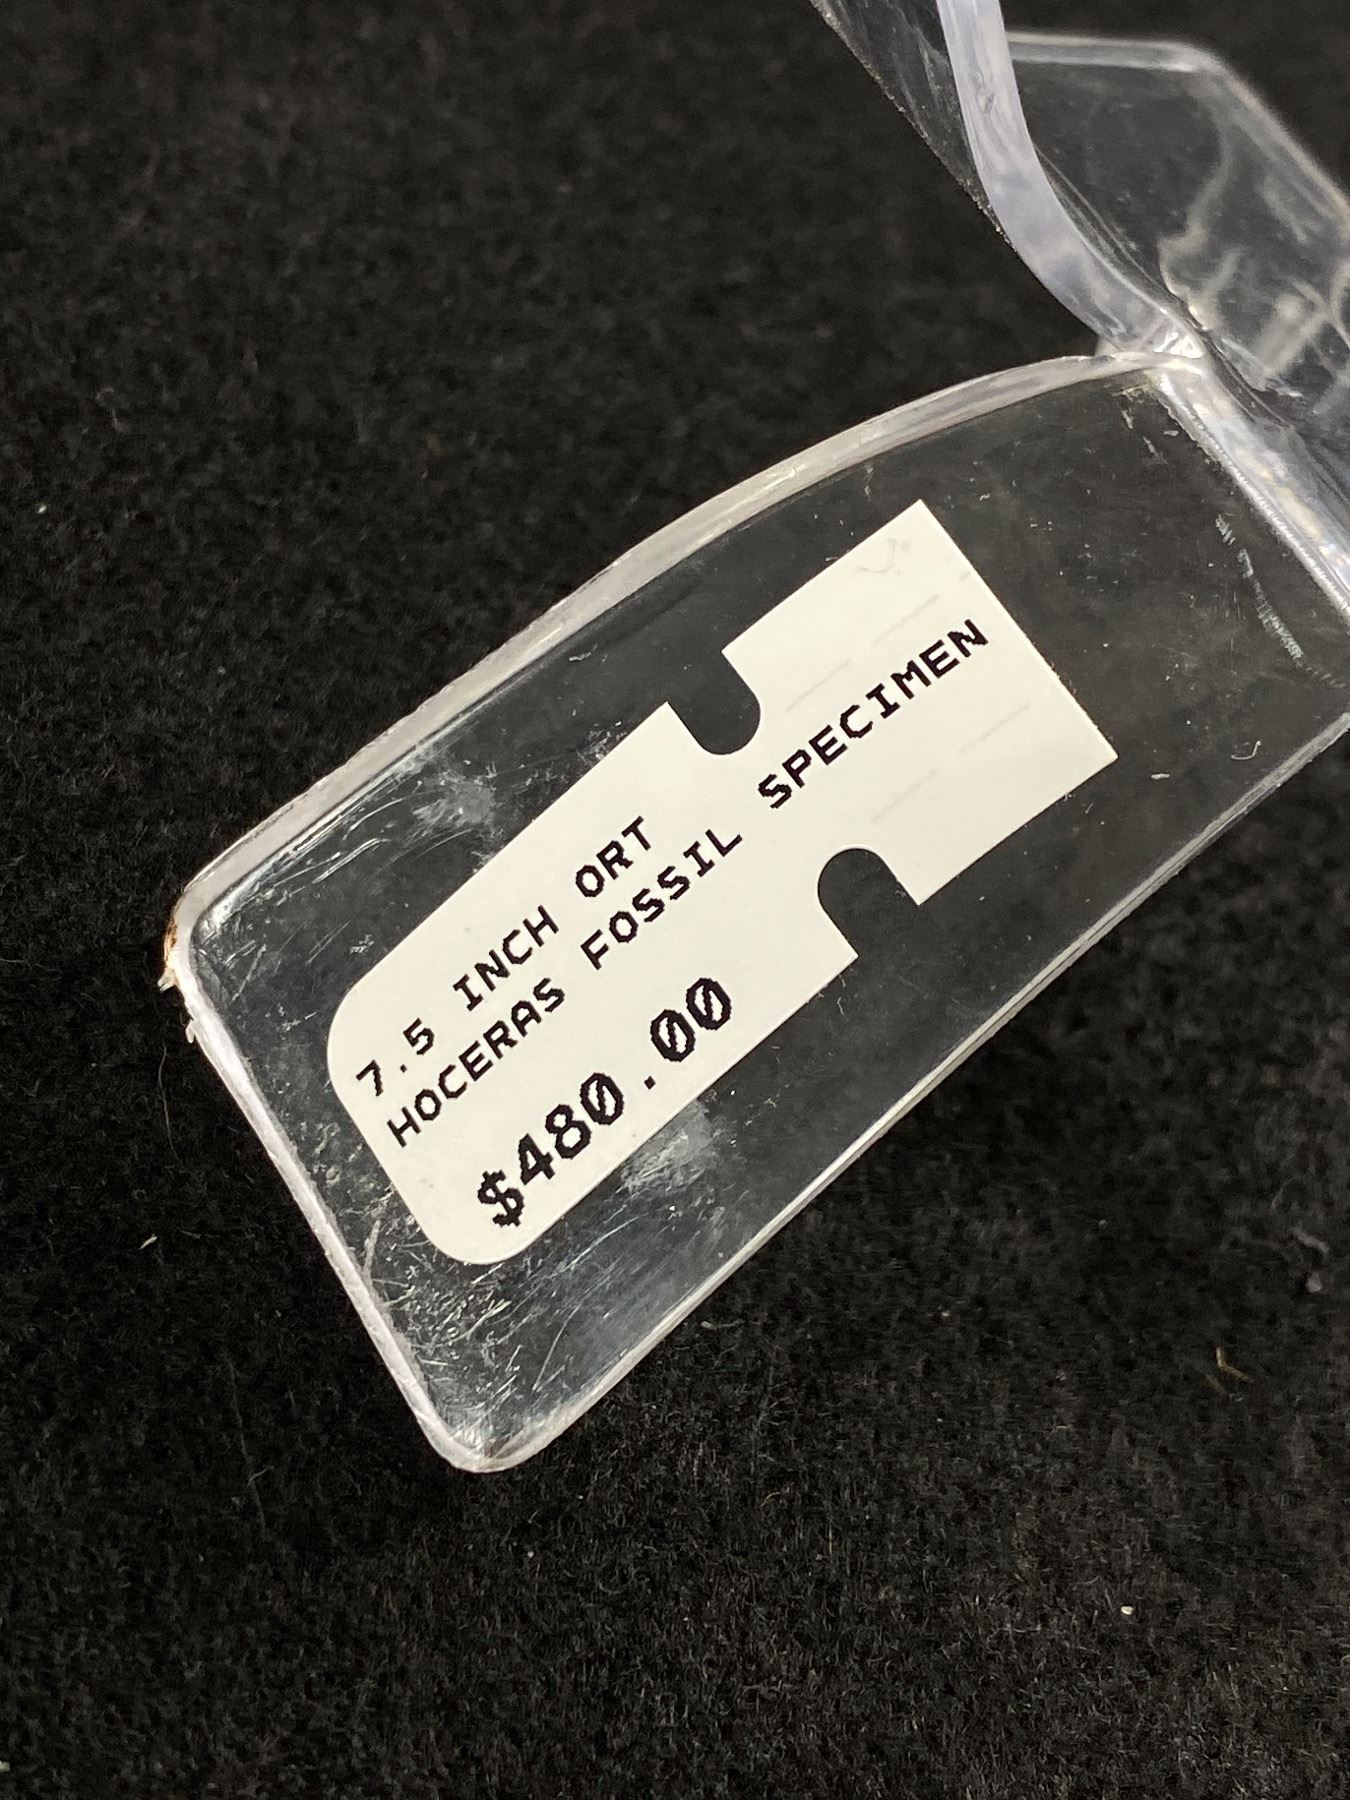 7.5 INCH ORT
HOCERAS FOSSIL SPECIMEN
$480.00